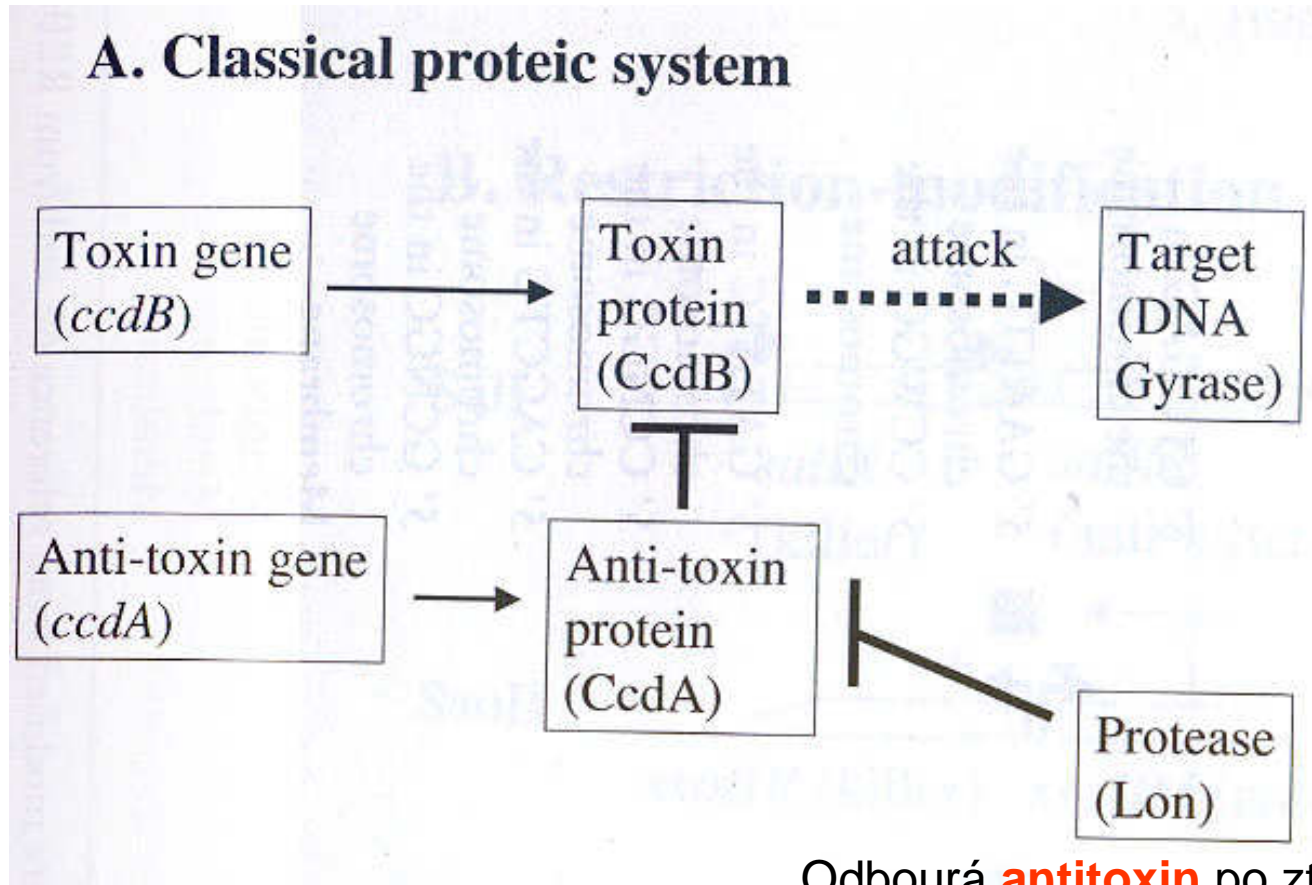 A. Classical proteic system
Toxin gene
(ccdB)
Toxin
protein
(CcdB)
attack
Target
(DNA
Gyrase)
Anti-toxin gene
(ccdA)
Anti-toxin
protein
(CcdA)
Protease
(Lon)
Odbourá antitoxin po